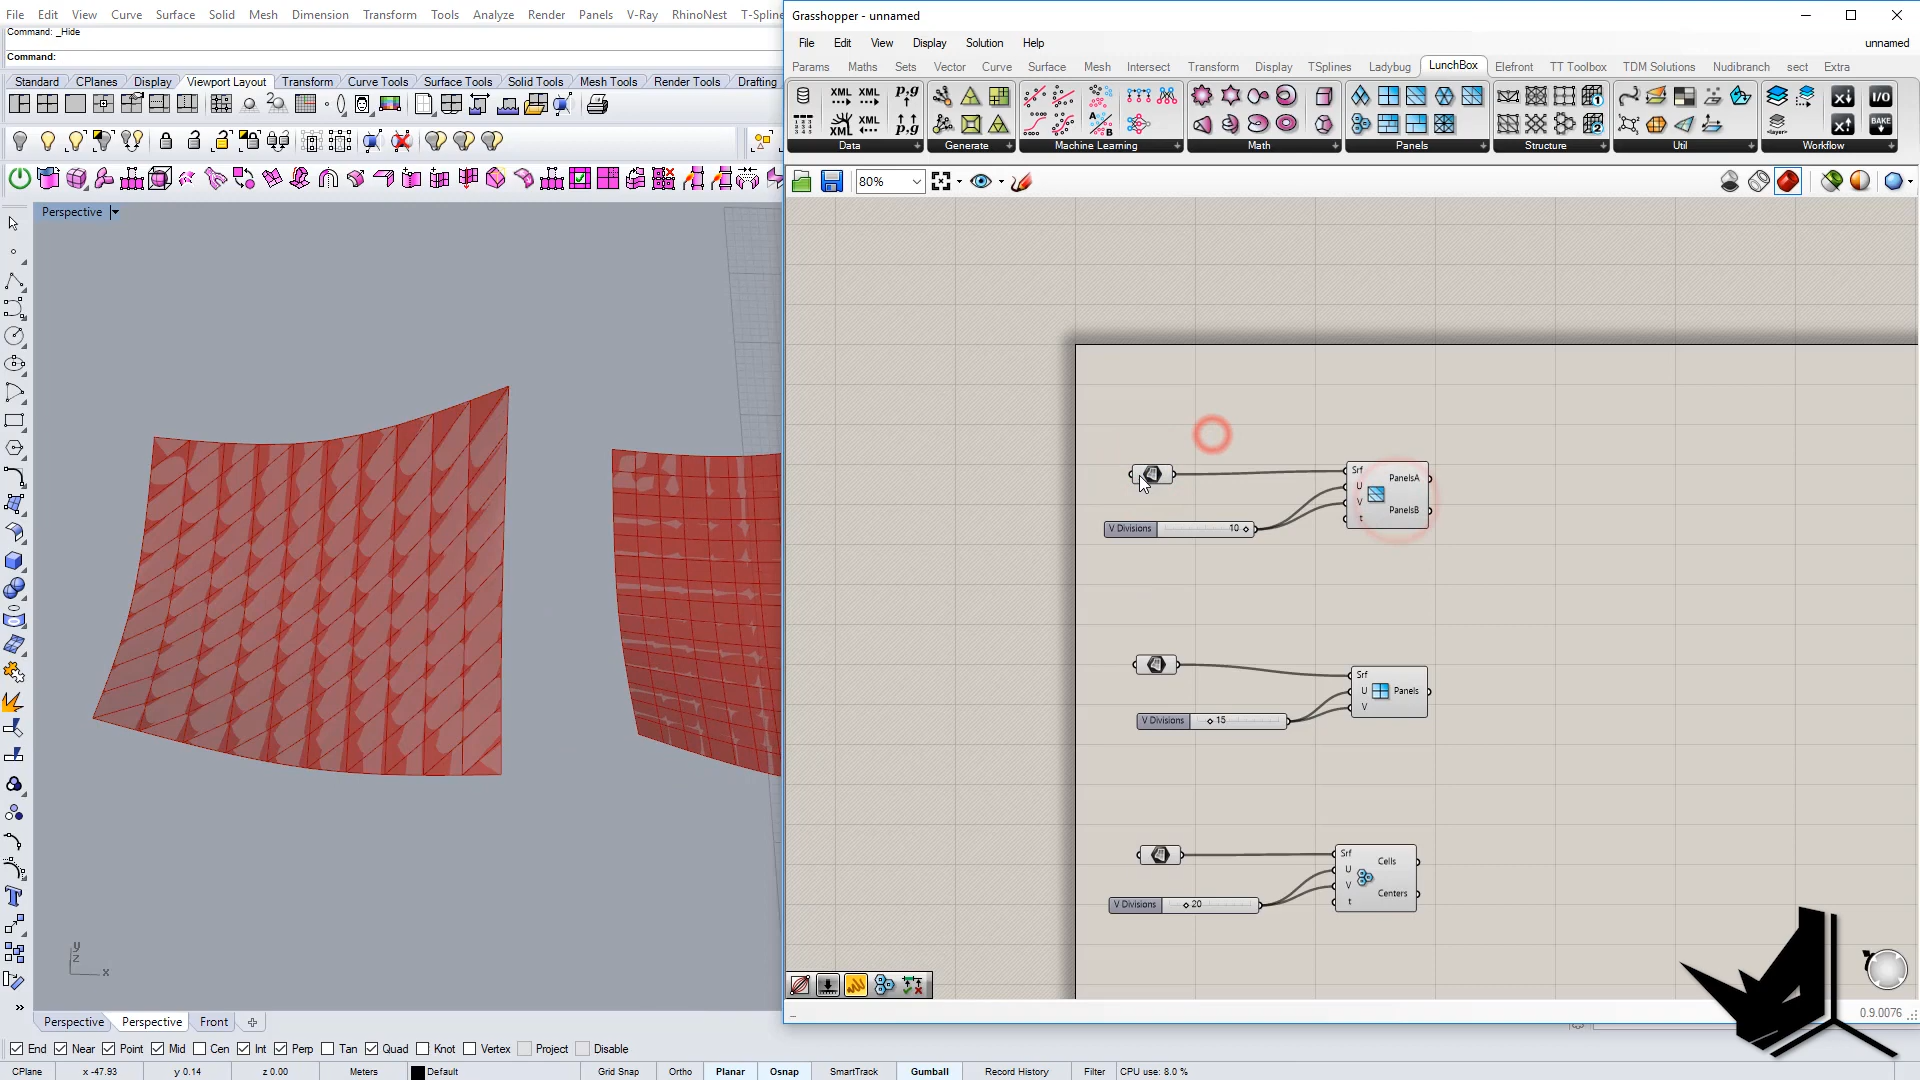 File Edit View Curve Surface Solid Mesh Dimension Transform Tools Analyze Render Panels V-Ray RhinoNest T-Spline
Command: _Hide
Command:
Standard CPlanes Display Viewport Layout Transform Curve Tools Surface Tools Solid Tools Mesh Tools Render Tools Drafting
Perspective
Grasshopper - unnamed
File Edit View Display Solution Help
unnamed
Params Maths Sets Vector Curve Surface Mesh Intersect Transform Display TSplines Ladybug LunchBox Elefront TT Toolbox TDM Solutions Nudibranch sect Extra
XML XML p,q I/O
XML p,q BAKE
Data Generate Machine Learning Math Panels Structure Util Workflow
80%
Srf
U
V
t
PanelsA
PanelsB
V Divisions 10
Srf
U
V
Panels
V Divisions 15
Srf
U
V
t
Cells
Centers
V Divisions 20
0.9.0076
y
z
x
Perspective Perspective Front
End Near Point Mid Cen Int Perp Tan Quad Knot Vertex Project Disable
CPlane x -47.93 y 0.14 z 0.00 Meters Default Grid Snap Ortho Planar Osnap SmartTrack Gumball Record History Filter CPU use: 8.0 %